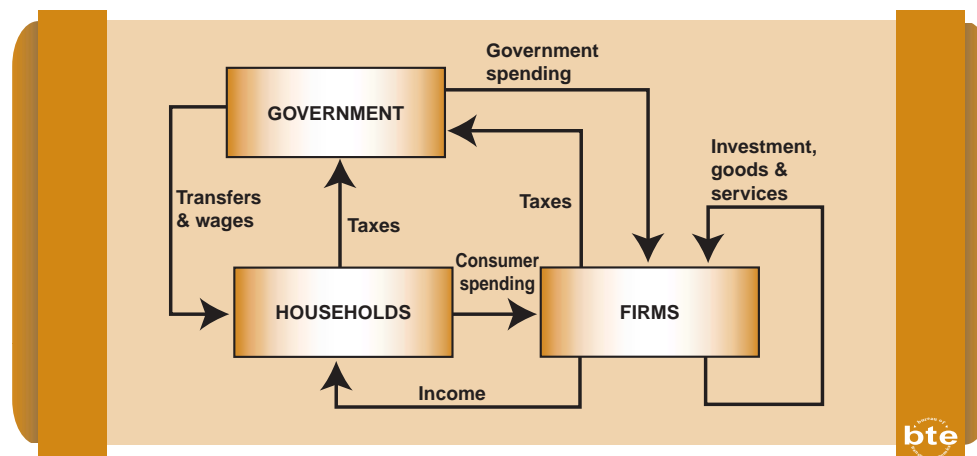 Government
spending
GOVERNMENT
Investment,
goods &
services
Transfers
& wages
Taxes
Taxes
Consumer
spending
HOUSEHOLDS
FIRMS
Income
bte